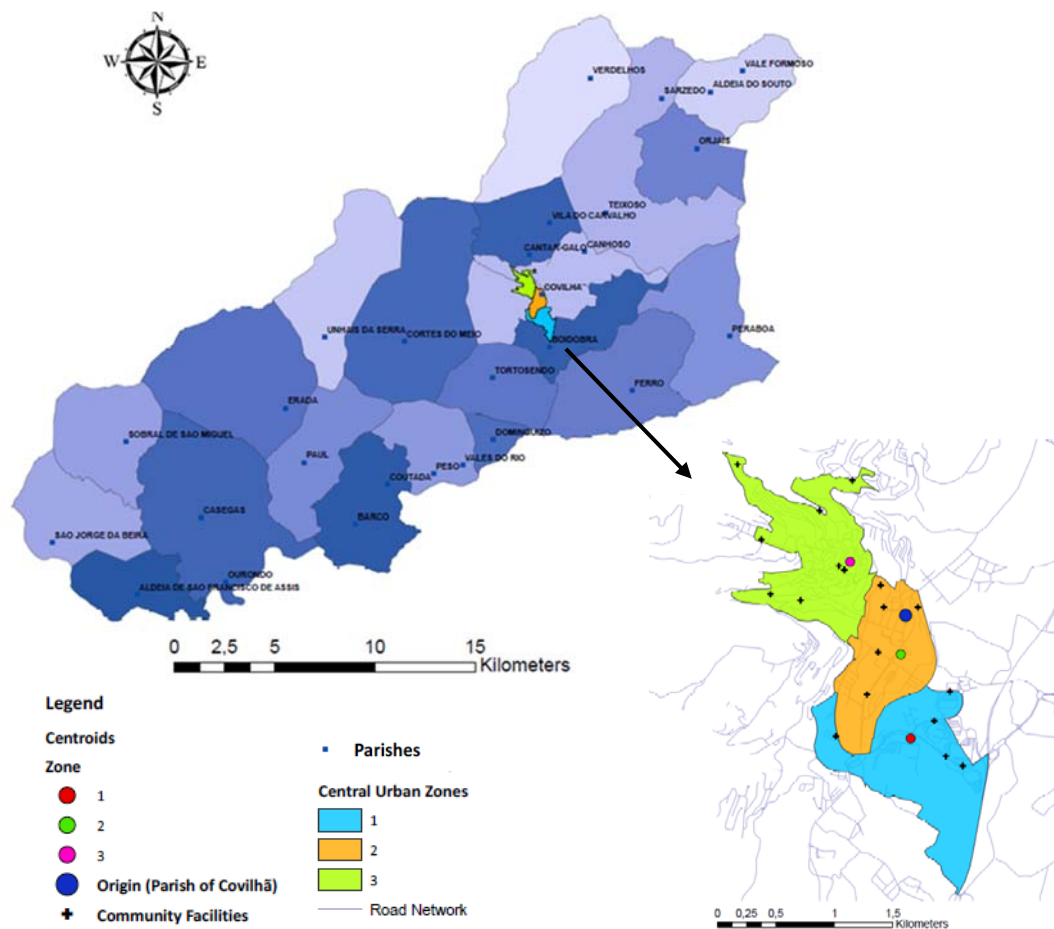 N
W E
S
VERDELHOS
VALE FORMOSO
ALDEIA DO SOUTO
SARZEDO
ORJAIS
TEIXOSO
VILA DO CARVALHO
CANTAR-GALO
CANHOSO
COVILHA
UNHAIS DA SERRA
CORTES DO MEIO
BOIDOBRA
PERABOA
TORTOSENDO
FERRO
ERADA
SOBRAL DE SAO MIGUEL
DOMINGUIZO
PAUL
VALES DO RIO
PESO
COUTADA
CASEGAS
BARCO
SAO JORGE DA BEIRA
OURONDO
ALDEIA DE SAO FRANCISCO DE ASSIS
0 2,5 5 10 15
Kilometers
Legend
Centroids
Zone
1
2
3
Origin (Parish of Covilhã)
Community Facilities
Parishes
Central Urban Zones
1
2
3
Road Network
0 0,25 0,5 1 1,5
Kilometers